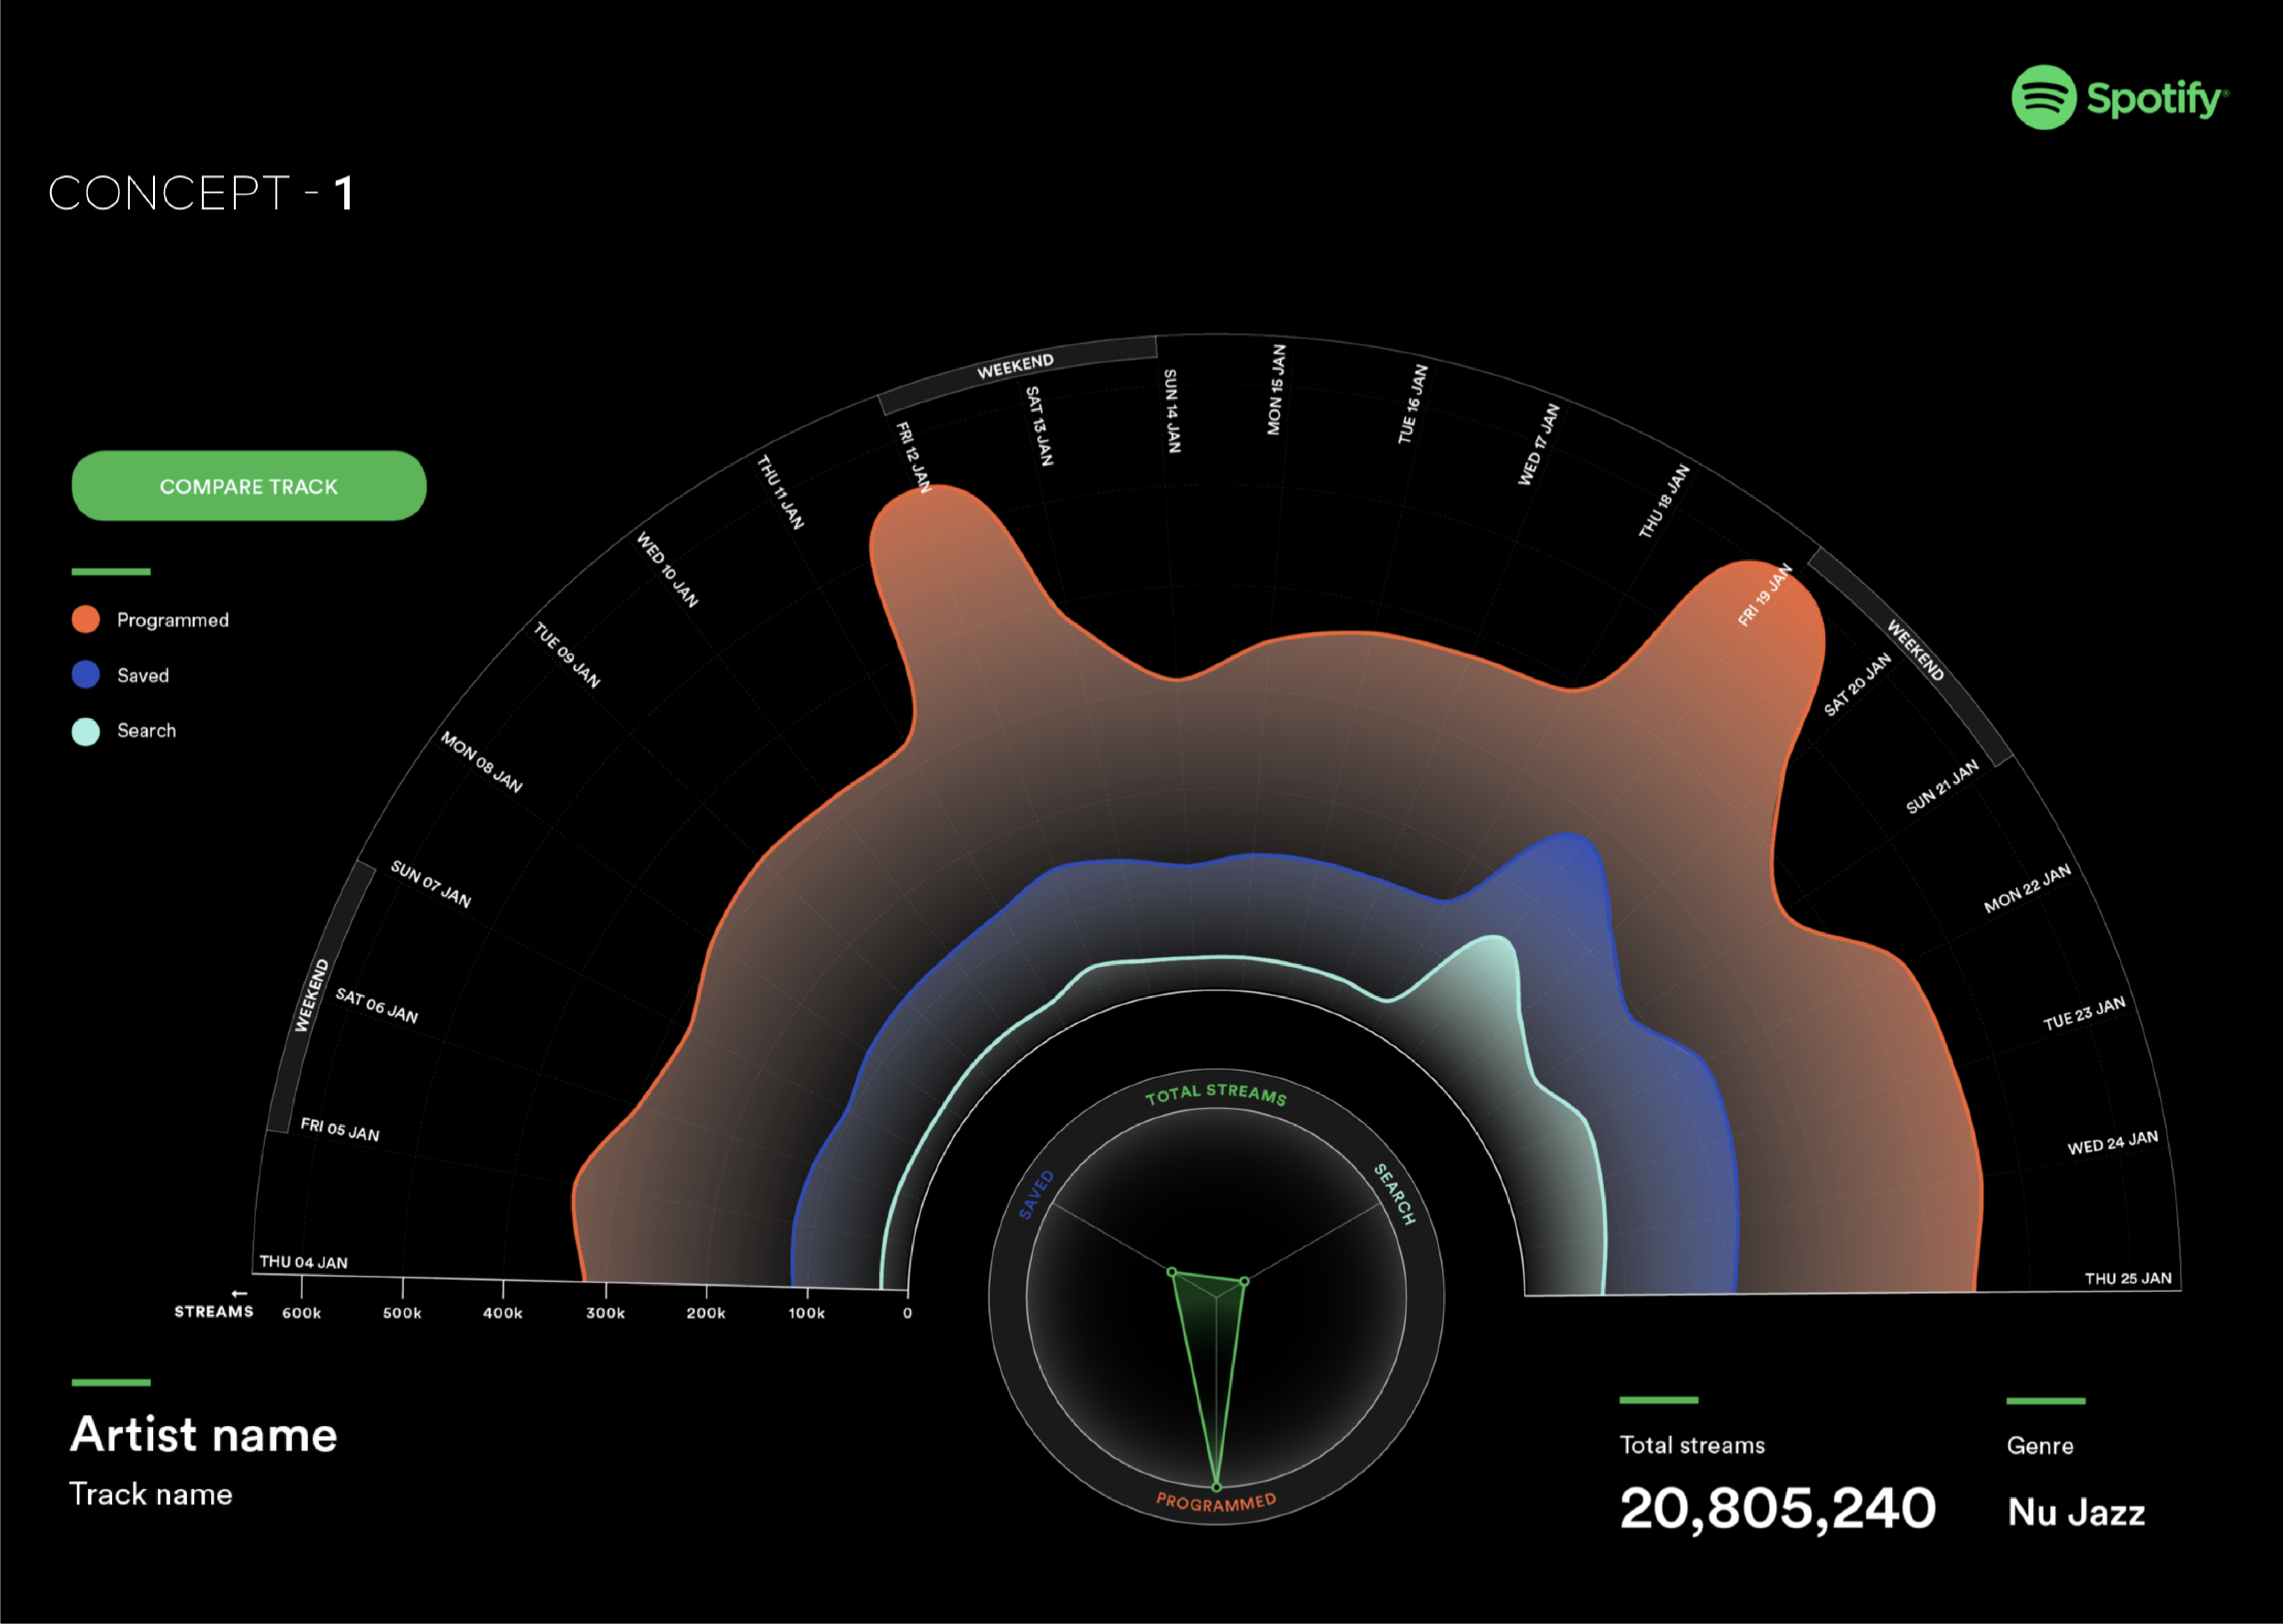 Spotify
CONCEPT - 1
COMPARE TRACK
Programmed
Saved
Search
WEEKEND
WEEKEND
WEEKEND
THU 04 JAN
FRI 05 JAN
SAT 06 JAN
SUN 07 JAN
MON 08 JAN
TUE 09 JAN
WED 10 JAN
THU 11 JAN
FRI 12 JAN
SAT 13 JAN
SUN 14 JAN
MON 15 JAN
TUE 16 JAN
WED 17 JAN
THU 18 JAN
FRI 19 JAN
SAT 20 JAN
SUN 21 JAN
MON 22 JAN
TUE 23 JAN
WED 24 JAN
THU 25 JAN
← STREAMS 600k 500k 400k 300k 200k 100k 0
TOTAL STREAMS
SAVED
SEARCH
PROGRAMMED
Artist name
Track name
Total streams
20,805,240
Genre
Nu Jazz